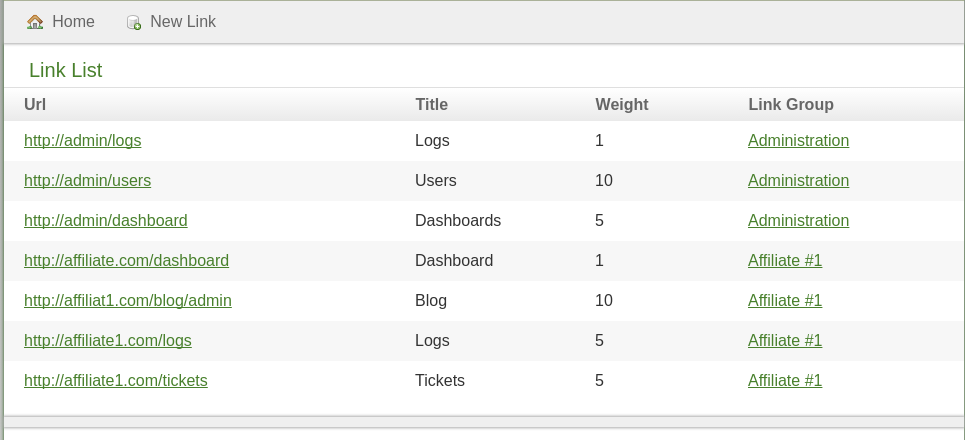 Home New Link
Link List
Url Title Weight Link Group
http://admin/logs Logs 1 Administration
http://admin/users Users 10 Administration
http://admin/dashboard Dashboards 5 Administration
http://affiliate.com/dashboard Dashboard 1 Affiliate #1
http://affiliat1.com/blog/admin Blog 10 Affiliate #1
http://affiliate1.com/logs Logs 5 Affiliate #1
http://affiliate1.com/tickets Tickets 5 Affiliate #1